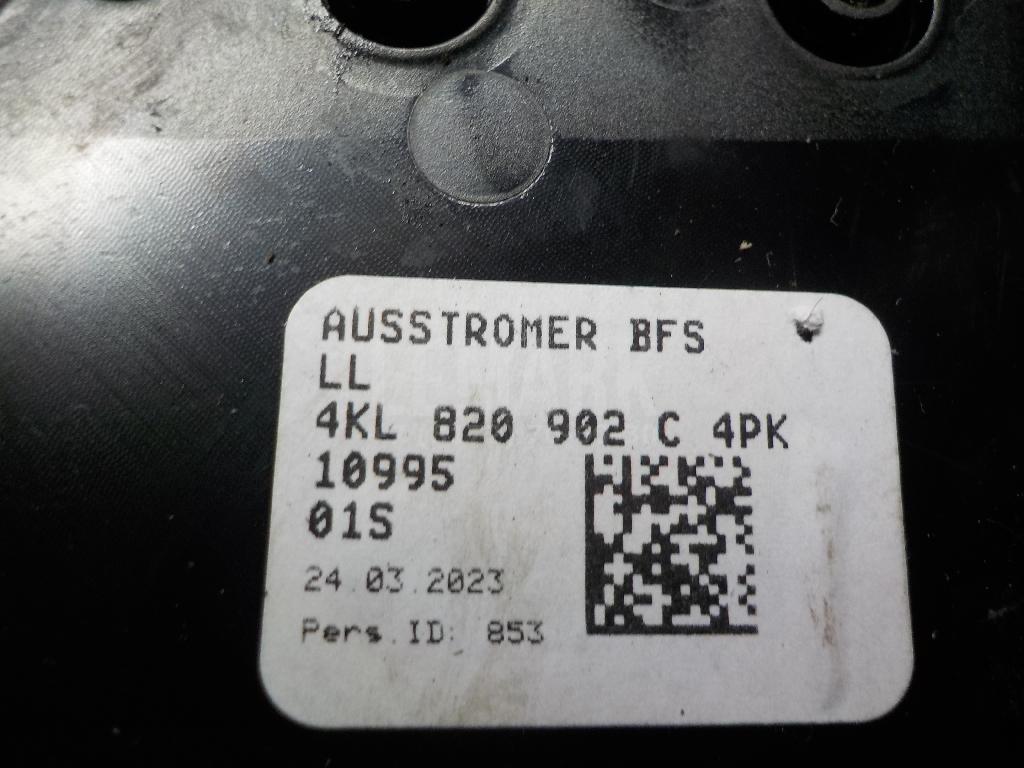 AUSSTROMER BFS
LL
4KL 820 902 C 4PK
10995
01S
24.03.2023
Pers.ID: 853